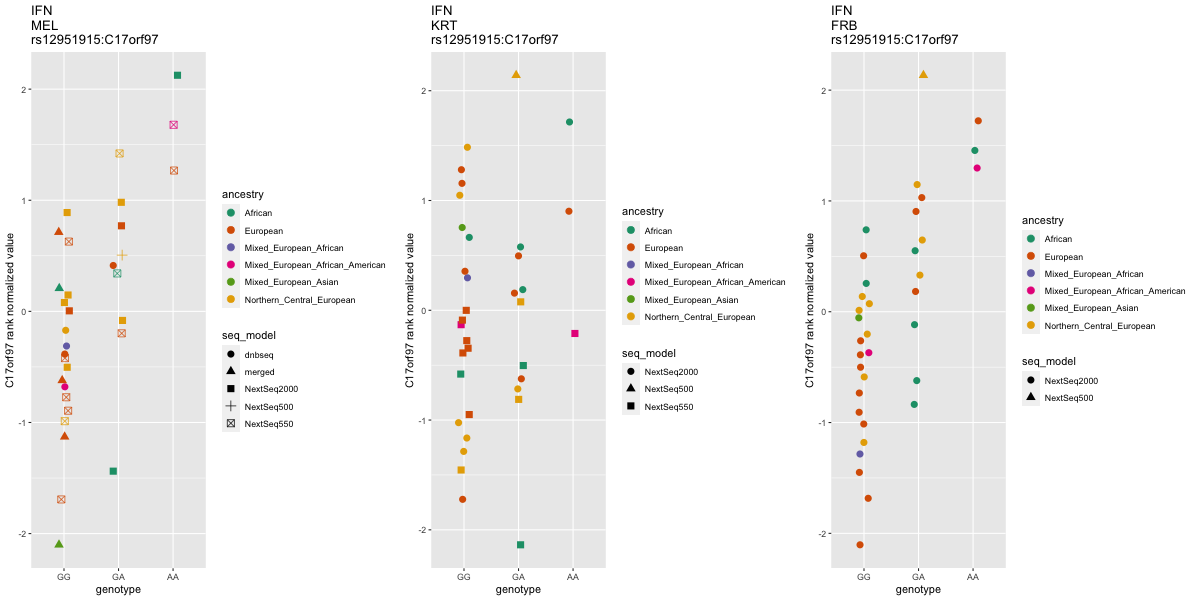 IFN
MEL
rs12951915:C17orf97
C17orf97 rank normalized value
2
1
0
-1
-2
GG GA AA
genotype
ancestry
African
European
Mixed_European_African
Mixed_European_African_American
Mixed_European_Asian
Northern_Central_European
seq_model
dnbseq
merged
NextSeq2000
NextSeq500
NextSeq550
IFN
KRT
rs12951915:C17orf97
C17orf97 rank normalized value
2
1
0
-1
-2
GG GA AA
genotype
ancestry
African
European
Mixed_European_African
Mixed_European_African_American
Mixed_European_Asian
Northern_Central_European
seq_model
NextSeq2000
NextSeq500
NextSeq550
IFN
FRB
rs12951915:C17orf97
C17orf97 rank normalized value
2
1
0
-1
-2
GG GA AA
genotype
ancestry
African
European
Mixed_European_African
Mixed_European_African_American
Mixed_European_Asian
Northern_Central_European
seq_model
NextSeq2000
NextSeq500